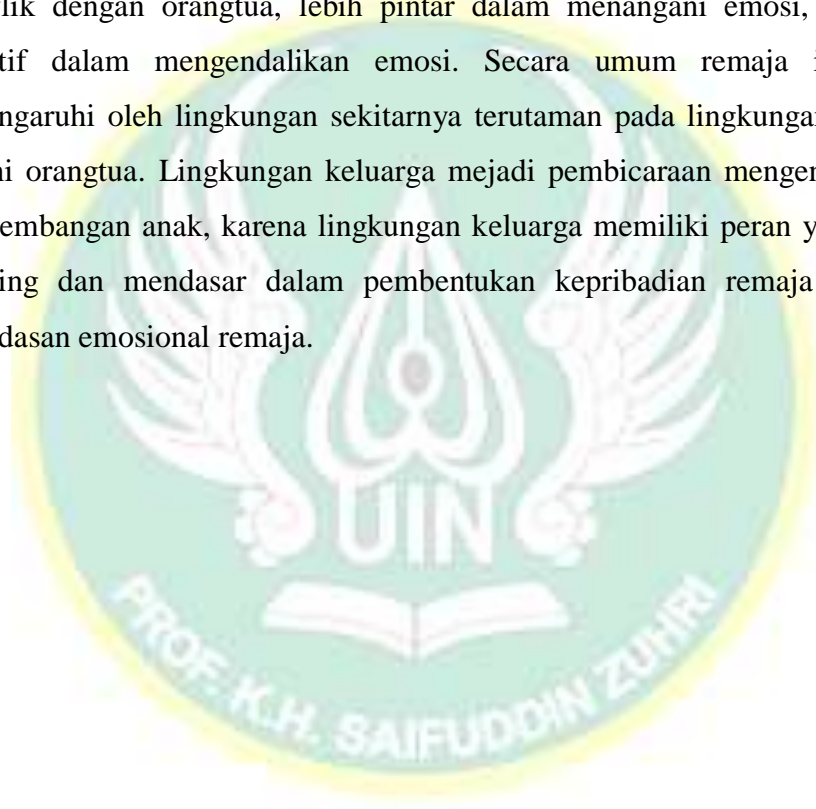 lik dengan orangtua, lebih pintar dalam menangani emosi,
tif dalam mengendalikan emosi. Secara umum remaja i
ngaruhi oleh lingkungan sekitarnya terutaman pada lingkungan
ni orangtua. Lingkungan keluarga mejadi pembicaraan menge
embangan anak, karena lingkungan keluarga memiliki peran y
ing dan mendasar dalam pembentukan kepribadian remaja
dasan emosional remaja.
UIN
PROF. K.H. SAIFUDDIN ZUHRI